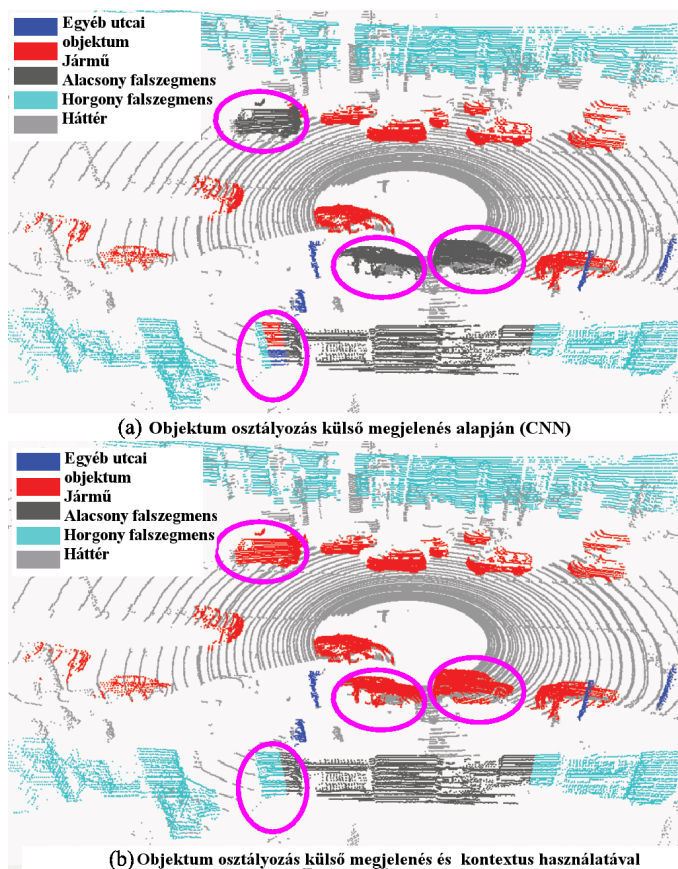 Egyéb utcai
objektum
Jármű
Alacsony falszegmens
Horgony falszegmens
Háttér
(a) Objektum osztályozás külső megjelenés alapján (CNN)
Egyéb utcai
objektum
Jármű
Alacsony falszegmens
Horgony falszegmens
Háttér
(b) Objektum osztályozás külső megjelenés és kontextus használatával